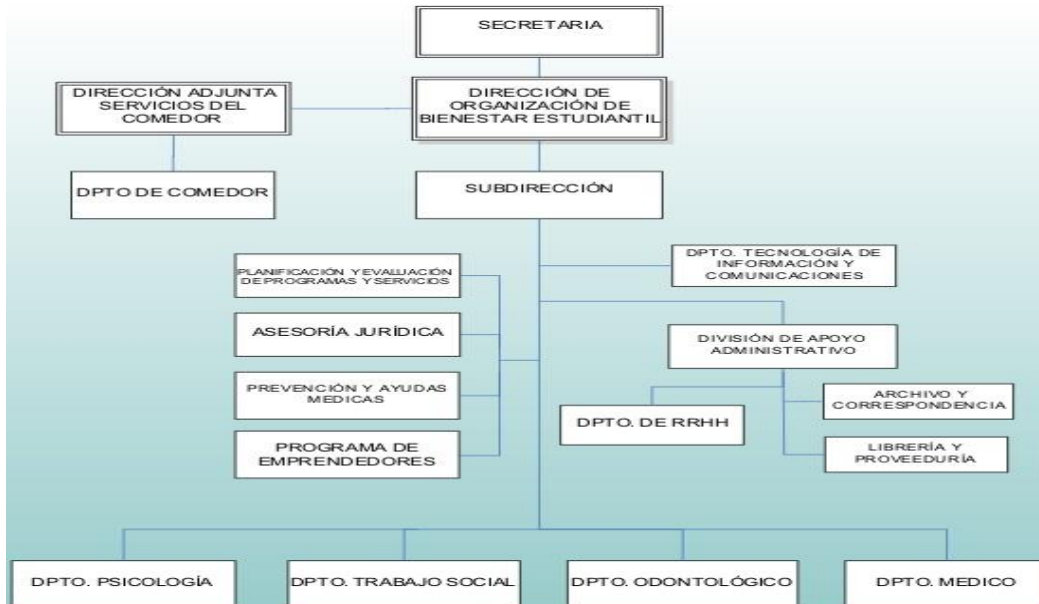 SECRETARIA
DIRECCIÓN ADJUNTA
SERVICIOS DEL
COMEDOR
DIRECCIÓN DE
ORGANIZACIÓN DE
BIENESTAR ESTUDIANTIL
DPTO DE COMEDOR
SUBDIRECCIÓN
PLANIFICACIÓN Y EVALUACIÓN
DE PROGRAMAS Y SERVICIOS
DPTO. TECNOLOGÍA DE
INFORMACIÓN Y
COMUNICACIONES
ASESORÍA JURÍDICA
DIVISIÓN DE APOYO
ADMINISTRATIVO
PREVENCIÓN Y AYUDAS
MEDICAS
ARCHIVO Y
CORRESPONDENCIA
DPTO. DE RRHH
PROGRAMA DE
EMPRENDEDORES
LIBRERÍA Y
PROVEEDURÍA
DPTO. PSICOLOGÍA
DPTO. TRABAJO SOCIAL
DPTO. ODONTOLÓGICO
DPTO. MEDICO